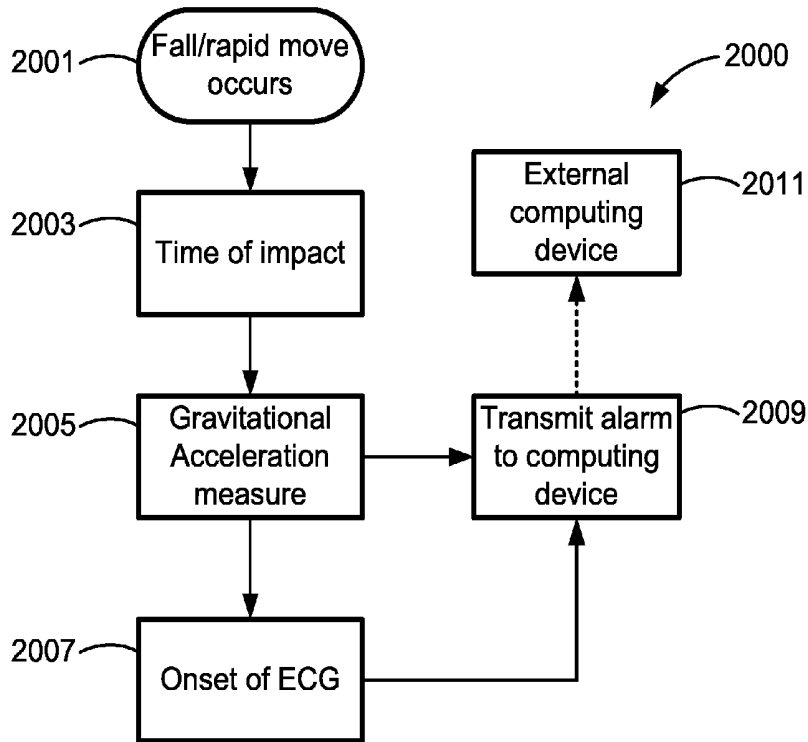 2001
Fall/rapid move
occurs
2000
2003
Time of impact
External
computing
device
2011
2005
Gravitational
Acceleration
measure
Transmit alarm
to computing
device
2009
2007
Onset of ECG